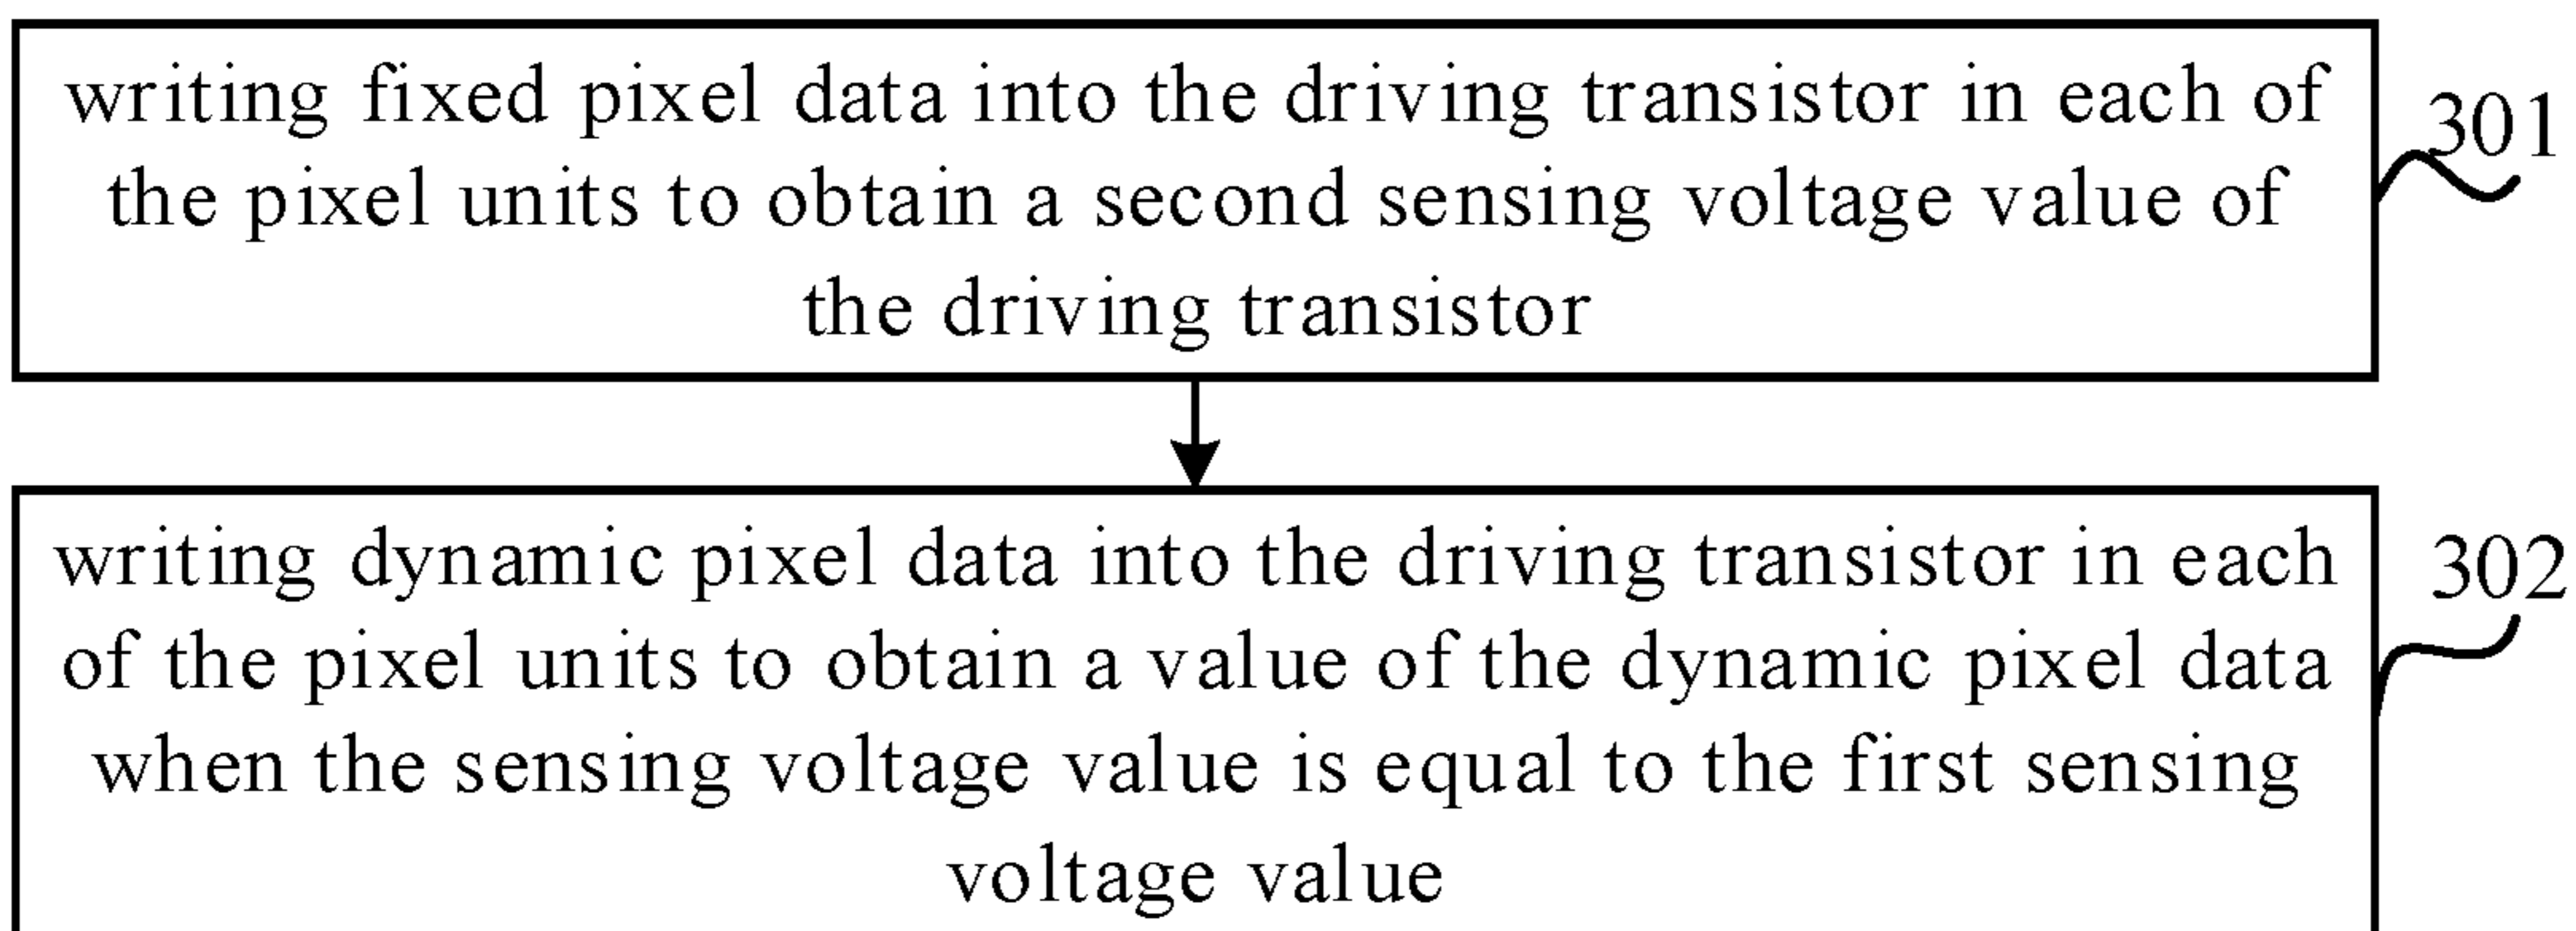 writing fixed pixel data into the driving transistor in each of
the pixel units to obtain a second sensing voltage value of
the driving transistor
301
writing dynamic pixel data into the driving transistor in each
of the pixel units to obtain a value of the dynamic pixel data
when the sensing voltage value is equal to the first sensing
voltage value
302